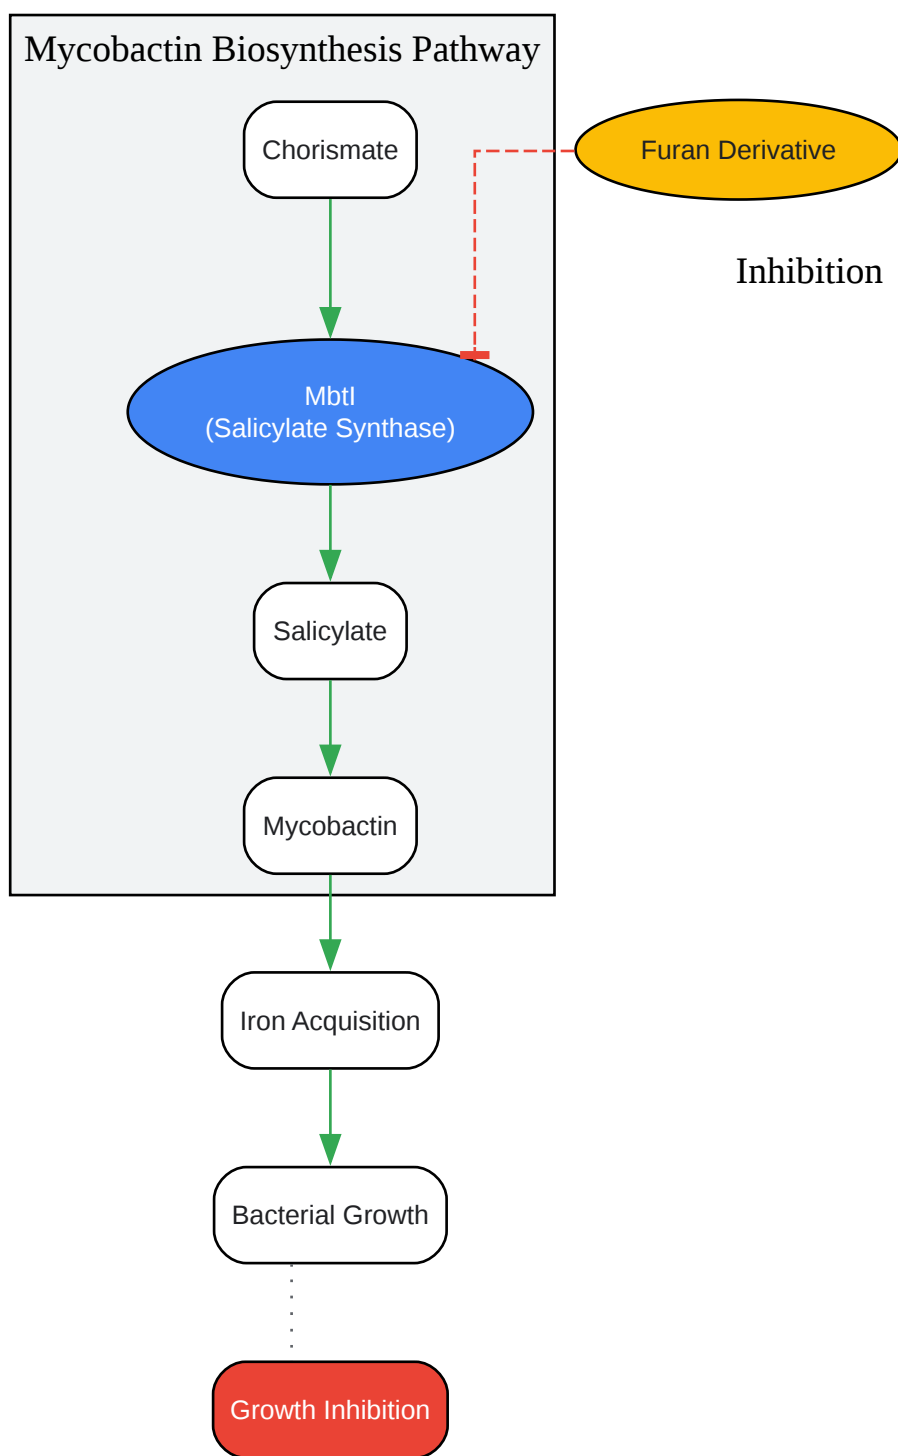 Mycobactin Biosynthesis Pathway
Chorismate
Furan Derivative
Inhibition
MbtI
(Salicylate Synthase)
Salicylate
Mycobactin
Iron Acquisition
Bacterial Growth
Growth Inhibition